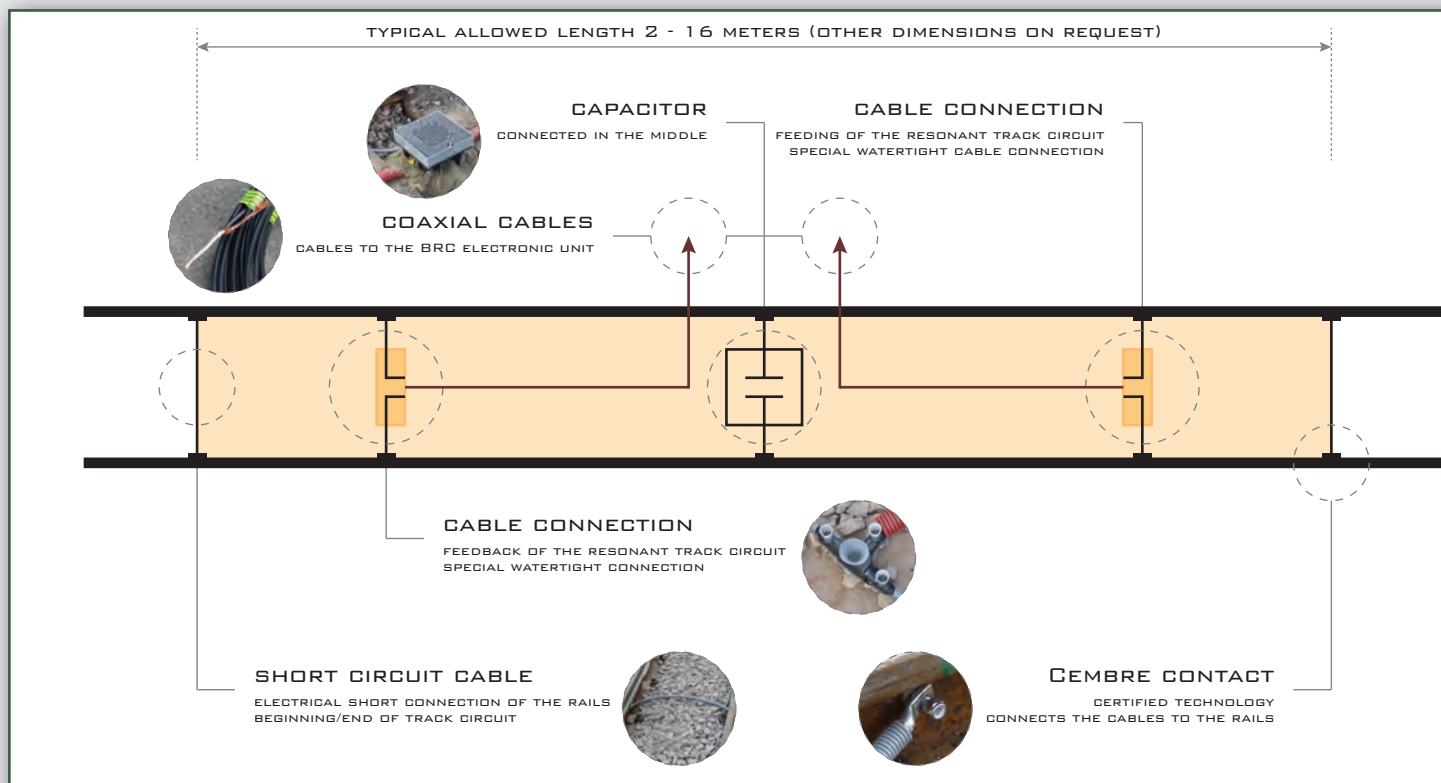 TYPICAL ALLOWED LENGTH 2 - 16 METERS (OTHER DIMENSIONS ON REQUEST)
CAPACITOR
CONNECTED IN THE MIDDLE
CABLE CONNECTION
FEEDING OF THE RESONANT TRACK CIRCUIT
SPECIAL WATERTIGHT CABLE CONNECTION
COAXIAL CABLES
CABLES TO THE BRC ELECTRONIC UNIT
CABLE CONNECTION
FEEDBACK OF THE RESONANT TRACK CIRCUIT
SPECIAL WATERTIGHT CONNECTION
SHORT CIRCUIT CABLE
ELECTRICAL SHORT CONNECTION OF THE RAILS
BEGINNING/END OF TRACK CIRCUIT
CEMBRE CONTACT
CERTIFIED TECHNOLOGY
CONNECTS THE CABLES TO THE RAILS